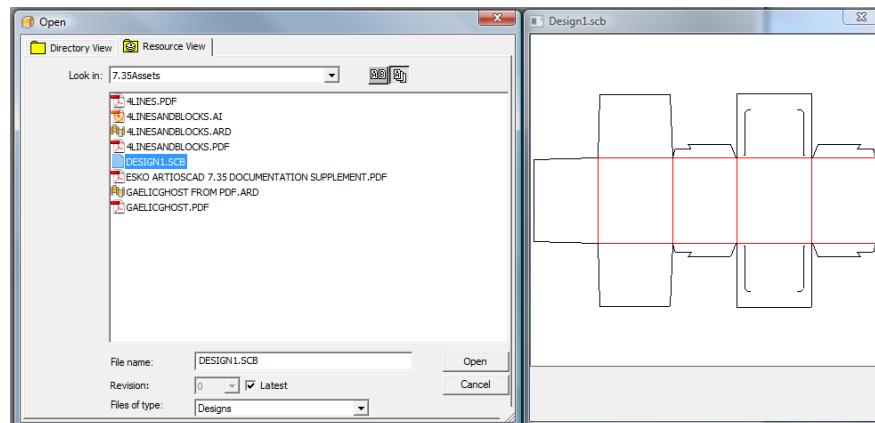 Open
Directory View
Resource View
Look in:
7.35Assets
4LINES.PDF
4LINESANDBLOCKS.AI
4LINESANDBLOCKS.ARD
4LINESANDBLOCKS.PDF
DESIGN1.SCB
ESKO ARTIOSCAD 7.35 DOCUMENTATION SUPPLEMENT.PDF
GAELICGHOST FROM PDF.ARD
GAELICGHOST.PDF
File name:
DESIGN1.SCB
Open
Revision:
0
Latest
Cancel
Files of type:
Designs
Design1.scb